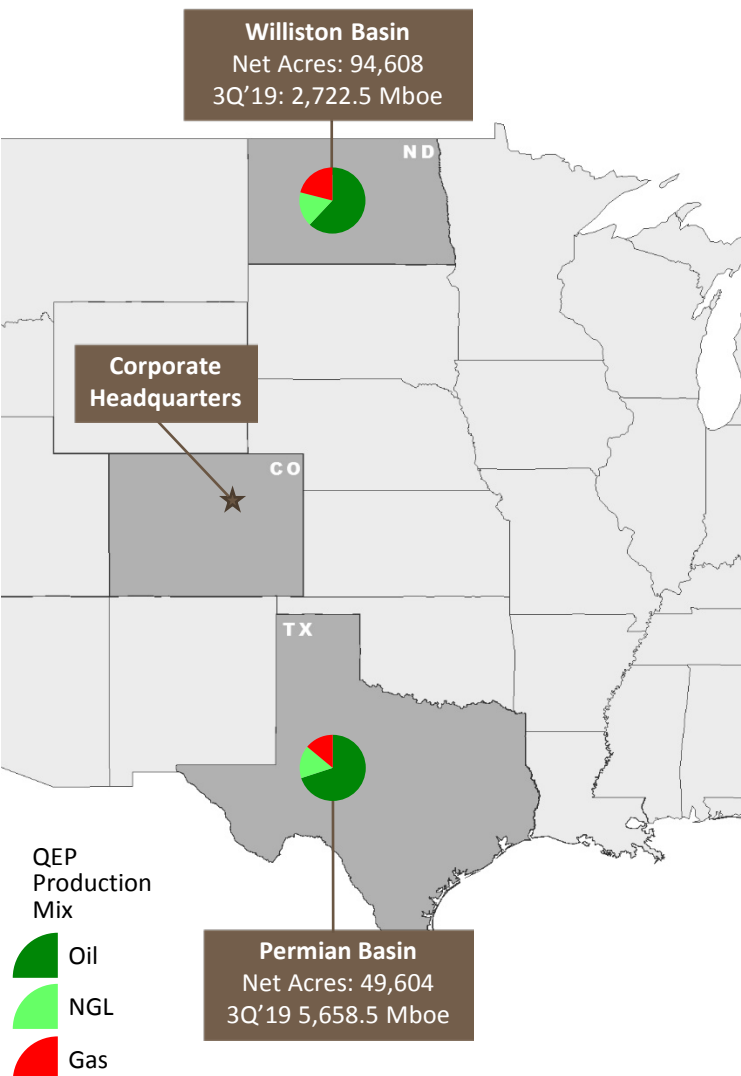 Williston Basin
Net Acres: 94,608
3Q’19: 2,722.5 Mboe
ND
Corporate
Headquarters
CO
TX
QEP
Production
Mix
Oil
NGL
Gas
Permian Basin
Net Acres: 49,604
3Q’19 5,658.5 Mboe